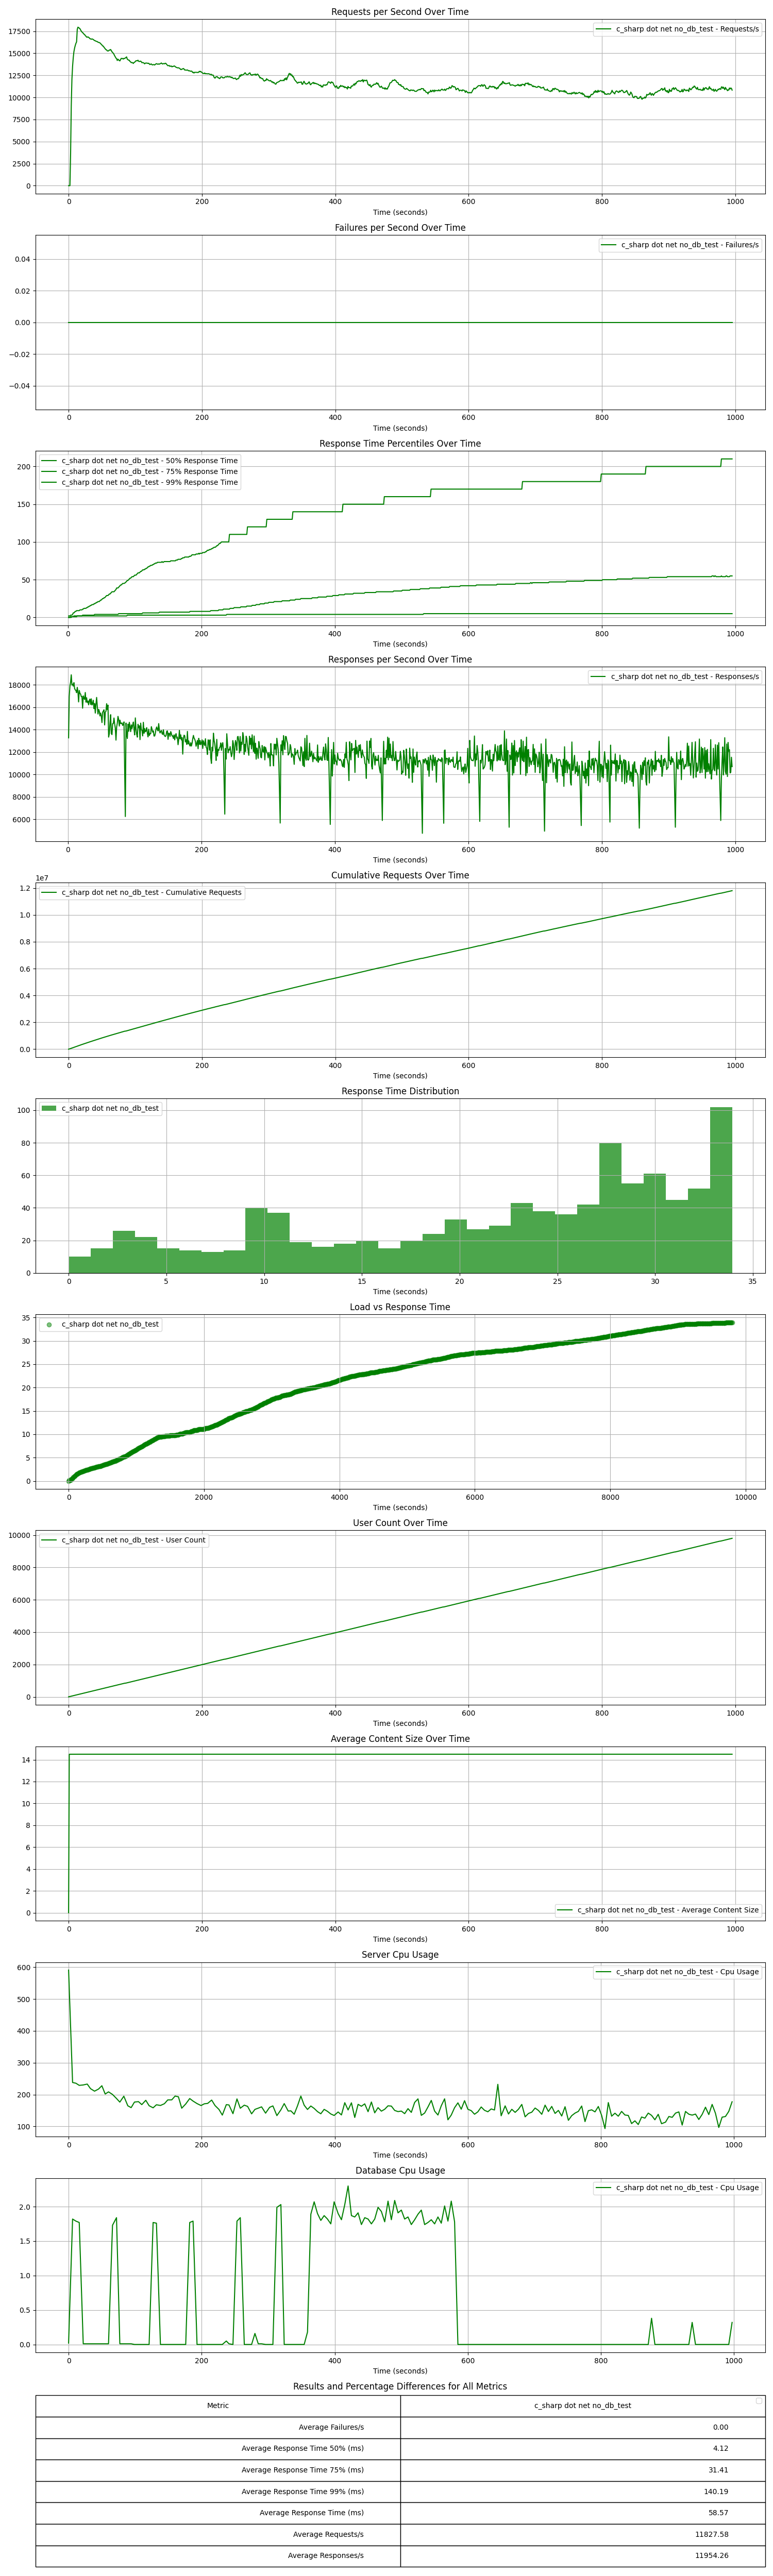 Requests per Second Over Time
c_sharp dot net no_db_test - Requests/s
17500
15000
12500
10000
7500
5000
2500
0
0 200 400 600 800 1000
Time (seconds)
Failures per Second Over Time
c_sharp dot net no_db_test - Failures/s
0.04
0.02
0.00
−0.02
−0.04
0 200 400 600 800 1000
Time (seconds)
Response Time Percentiles Over Time
c_sharp dot net no_db_test - 50% Response Time
c_sharp dot net no_db_test - 75% Response Time
c_sharp dot net no_db_test - 99% Response Time
200
150
100
50
0
0 200 400 600 800 1000
Time (seconds)
Responses per Second Over Time
c_sharp dot net no_db_test - Responses/s
18000
16000
14000
12000
10000
8000
6000
0 200 400 600 800 1000
Time (seconds)
Cumulative Requests Over Time
1e7
c_sharp dot net no_db_test - Cumulative Requests
1.2
1.0
0.8
0.6
0.4
0.2
0.0
0 200 400 600 800 1000
Time (seconds)
Response Time Distribution
c_sharp dot net no_db_test
100
80
60
40
20
0
0 5 10 15 20 25 30 35
Time (seconds)
Load vs Response Time
c_sharp dot net no_db_test
35
30
25
20
15
10
5
0
0 2000 4000 6000 8000 10000
Time (seconds)
User Count Over Time
c_sharp dot net no_db_test - User Count
10000
8000
6000
4000
2000
0
0 200 400 600 800 1000
Time (seconds)
Average Content Size Over Time
14
12
10
8
6
4
2
0
c_sharp dot net no_db_test - Average Content Size
0 200 400 600 800 1000
Time (seconds)
Server Cpu Usage
c_sharp dot net no_db_test - Cpu Usage
600
500
400
300
200
100
0 200 400 600 800 1000
Time (seconds)
Database Cpu Usage
c_sharp dot net no_db_test - Cpu Usage
2.0
1.5
1.0
0.5
0.0
0 200 400 600 800 1000
Time (seconds)
Results and Percentage Differences for All Metrics
Metric c_sharp dot net no_db_test
Average Failures/s 0.00
Average Response Time 50% (ms) 4.12
Average Response Time 75% (ms) 31.41
Average Response Time 99% (ms) 140.19
Average Response Time (ms) 58.57
Average Requests/s 11827.58
Average Responses/s 11954.26